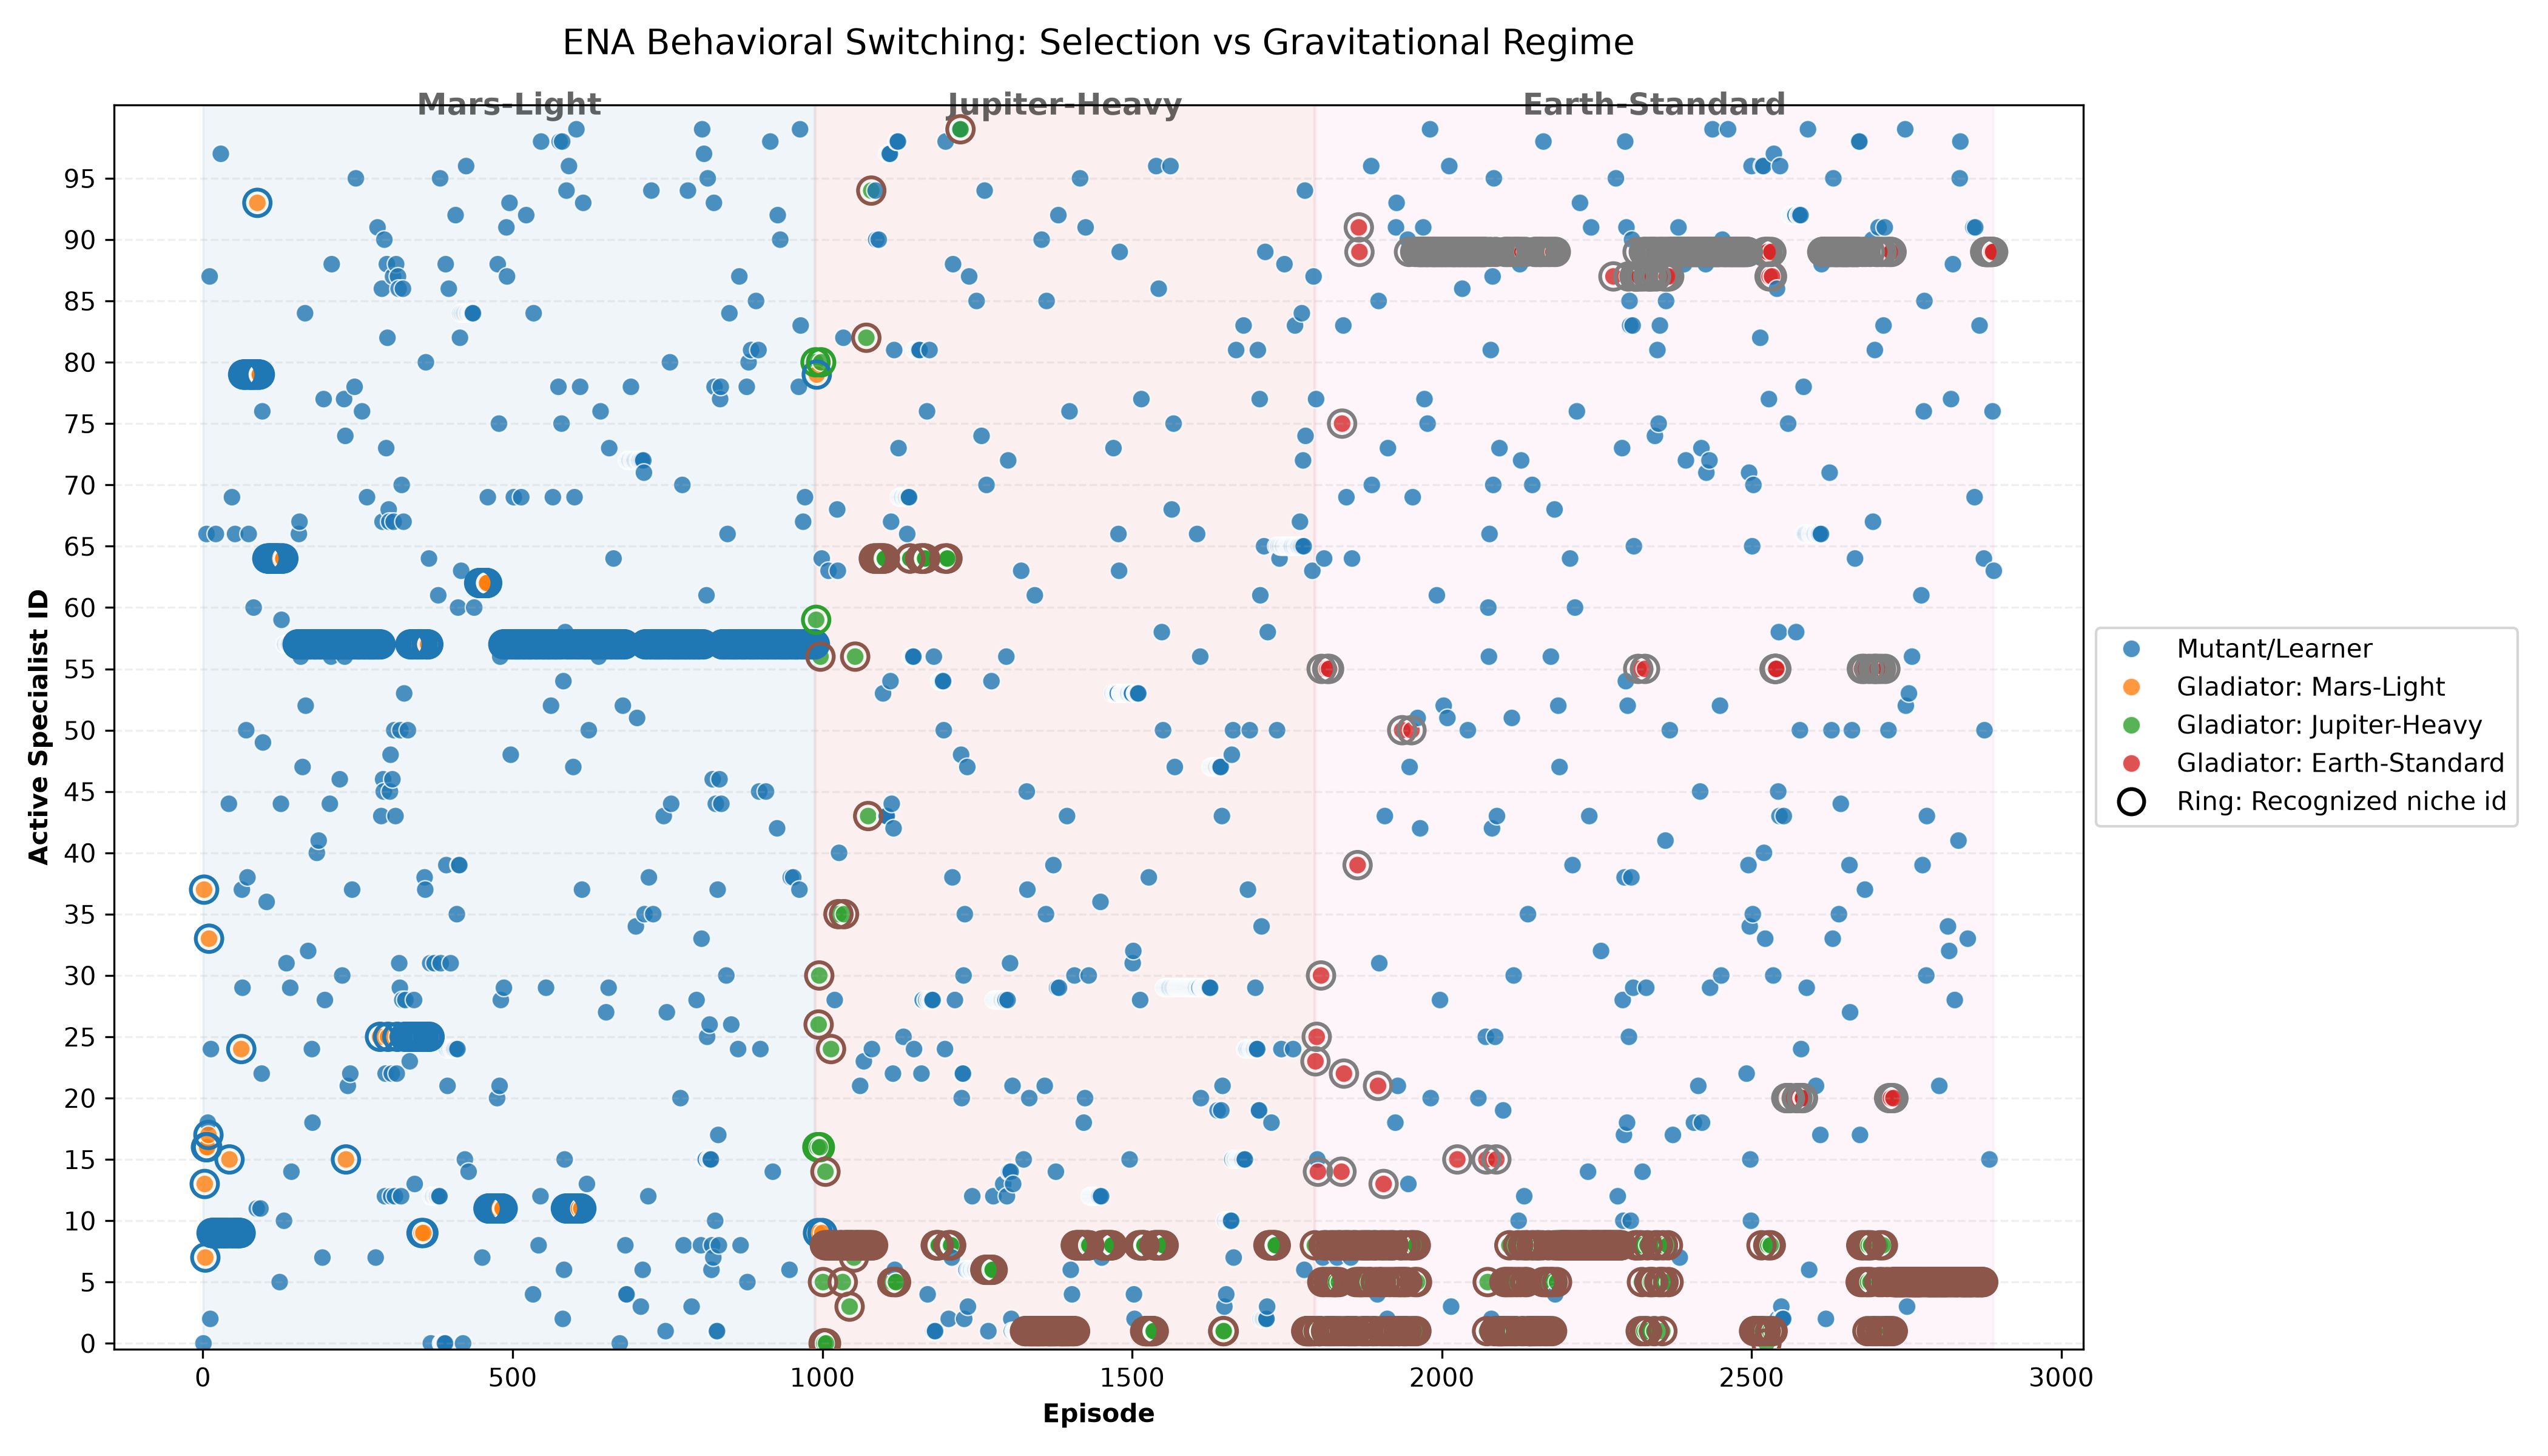 ENA Behavioral Switching: Selection vs Gravitational Regime
Mars-Light
Jupiter-Heavy
Earth-Standard
Active Specialist ID
95
90
85
80
75
70
65
60
55
50
45
40
35
30
25
20
15
10
5
0
0
500
1000
1500
2000
2500
3000
Episode
Mutant/Learner
Gladiator: Mars-Light
Gladiator: Jupiter-Heavy
Gladiator: Earth-Standard
Ring: Recognized niche id